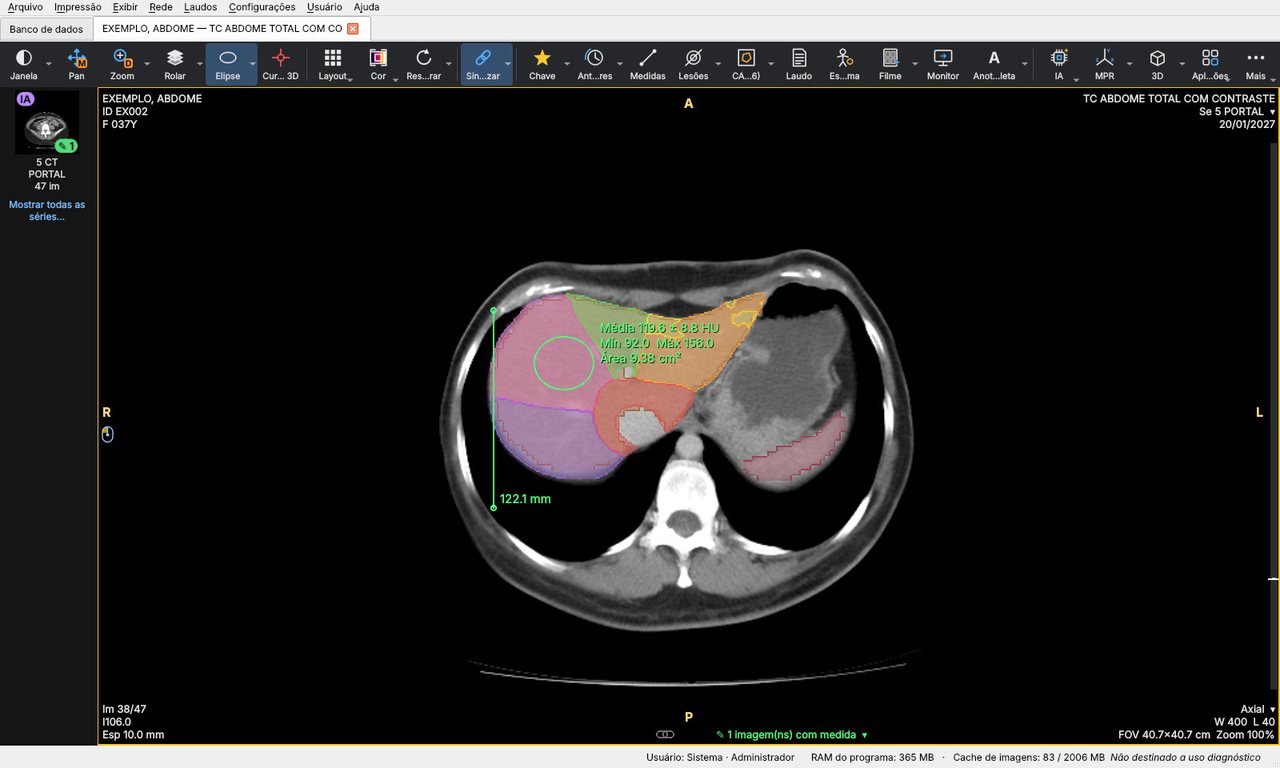 Arquivo Impressão Exibir Rede Laudos Configurações Usuário Ajuda
Banco de dados
EXEMPLO, ABDOME — TC ABDOME TOTAL COM CO
Janela Pan Zoom Rolar Elipse Cur... 3D Layout Cor Res...rar Sin...zar Chave Ant...res Medidas Lesões CA...6) Laudo Es...ma Filme Monitor Anot...leta IA MPR 3D Apl...ões Mais
IA
1
5 CT
PORTAL
47 im
Mostrar todas as
séries...
EXEMPLO, ABDOME
ID EX002
F 037Y
A
TC ABDOME TOTAL COM CONTRASTE
Se 5 PORTAL
20/01/2027
Média 119.6 ± 8.8 HU
Mín 92.0 Máx 156.0
Área 9.38 cm²
R
L
122.1 mm
Im 38/47
I106.0
Esp 10.0 mm
P
1 imagem(ns) com medida
Axial
W 400 L 40
FOV 40.7×40.7 cm Zoom 100%
Usuário: Sistema · Administrador RAM do programa: 365 MB · Cache de imagens: 83 / 2006 MB Não destinado a uso diagnóstico